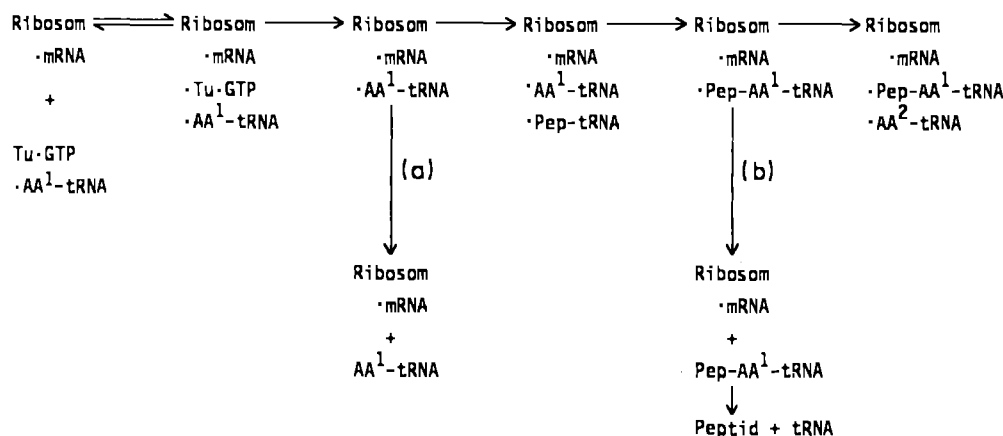 Ribosom Ribosom Ribosom Ribosom Ribosom Ribosom
·mRNA ·mRNA ·mRNA ·mRNA ·mRNA ·mRNA
+ ·Tu·GTP ·AA¹-tRNA ·AA¹-tRNA ·Pep-AA¹-tRNA ·Pep-AA¹-tRNA
·AA¹-tRNA ·Pep-tRNA ·AA²-tRNA
Tu·GTP
·AA¹-tRNA
(a) (b)
Ribosom Ribosom
·mRNA ·mRNA
+ +
AA¹-tRNA Pep-AA¹-tRNA
Peptid + tRNA